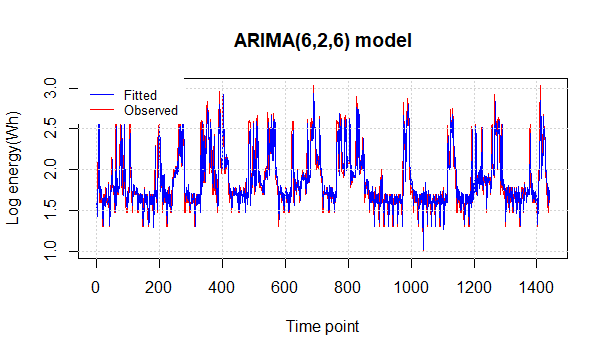 ARIMA(6,2,6) model
Log energy(Wh)
3.0
2.5
2.0
1.5
1.0
Fitted
Observed
0 200 400 600 800 1000 1200 1400
Time point